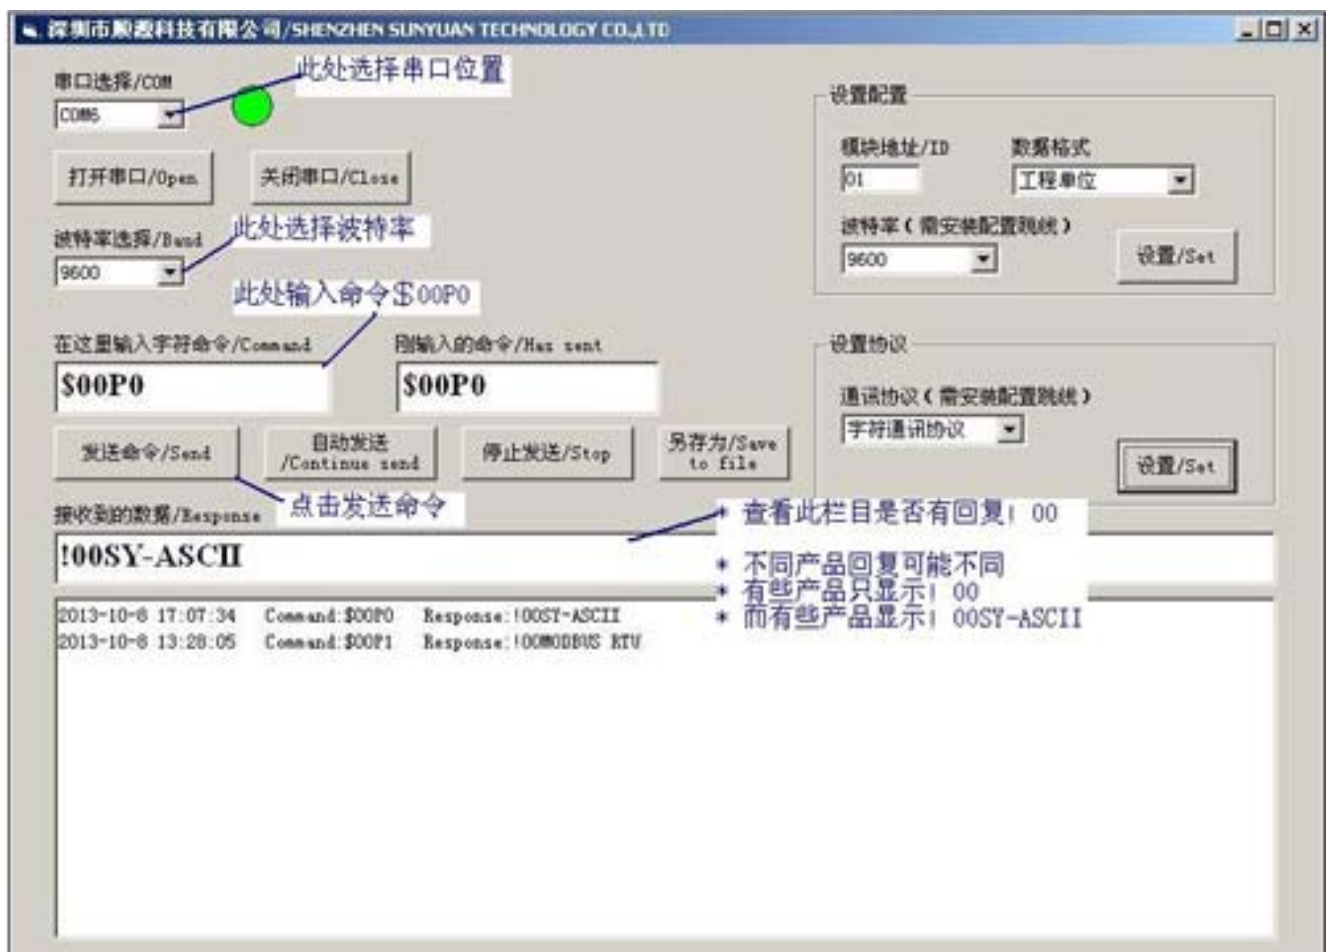 深圳市顺源科技有限公司/SHENZHEN SUNYUAN TECHNOLOGY CO.,LTD
串口选择/COM
此处选择串口位置
COM6
打开串口/Open
关闭串口/Close
波特率选择/Baud
此处选择波特率
9600
此处输入命令$00P0
在这里输入字符命令/Command
刚输入的命令/Has sent
$00P0
$00P0
发送命令/Send
自动发送
/Continue send
停止发送/Stop
另存为/Save
to file
点击发送命令
接收到的数据/Response
!00SY-ASCII
设置配置
模块地址/ID
数据格式
01
工程单位
波特率(需安装配置跳线)
9600
设置/Set
设置协议
通讯协议(需安装配置跳线)
字符通讯协议
设置/Set
* 查看此栏目是否有回复! 00
* 不同产品回复可能不同
* 有些产品只显示! 00
* 而有些产品显示! 00SY-ASCII
2013-10-8 17:07:34 Command:$00P0 Response:!00SY-ASCII
2013-10-8 13:28:05 Command:$00P1 Response:!00MODBUS RTU